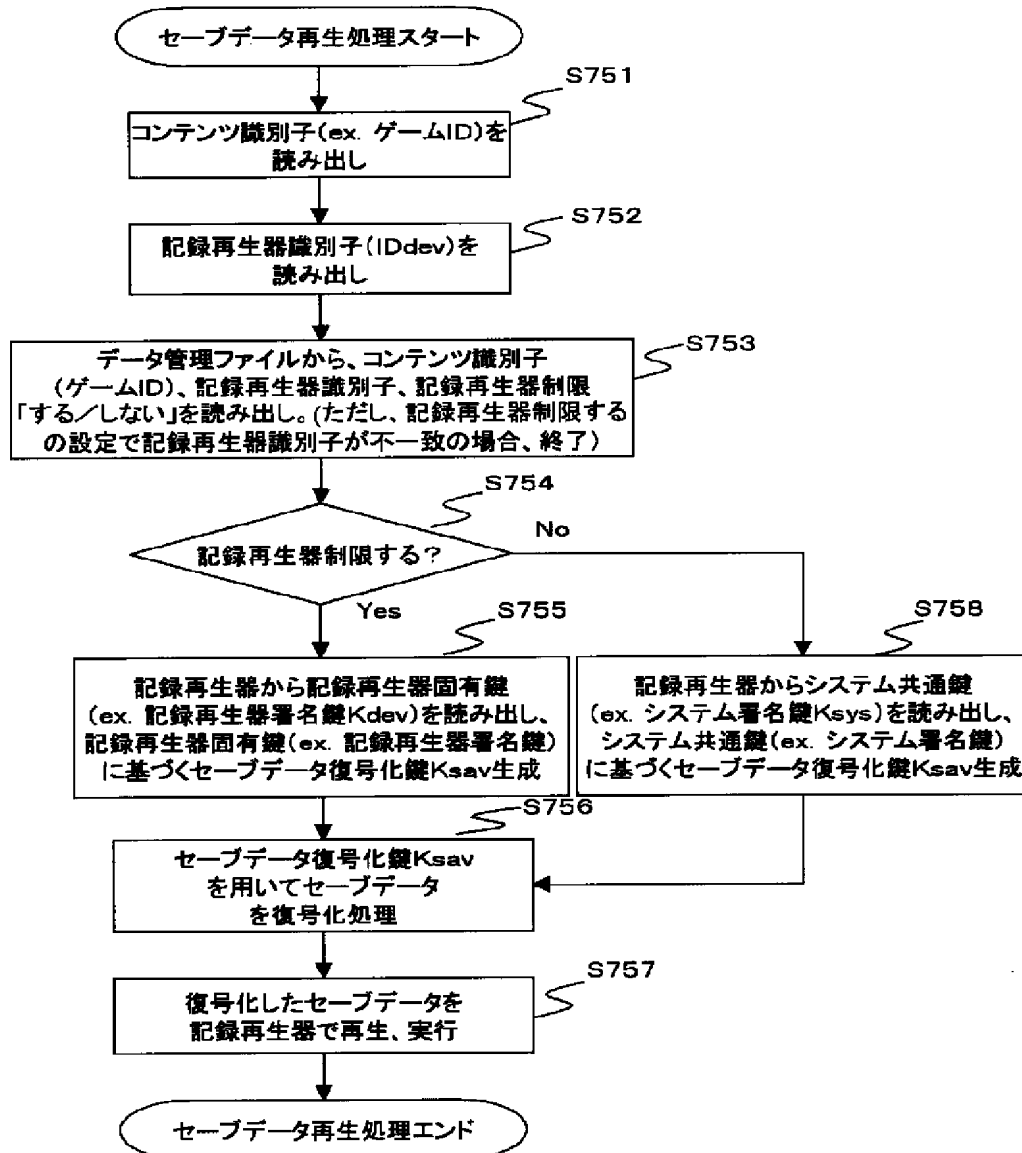 セーブデータ再生処理スタート
S751
コンテンツ識別子(ex. ゲームID)を
読み出し
S752
記録再生器識別子(IDdev)を
読み出し
S753
データ管理ファイルから、コンテンツ識別子
(ゲームID)、記録再生器識別子、記録再生器制限
「する/しない」を読み出し。(ただし、記録再生器制限する
の設定で記録再生器識別子が不一致の場合、終了)
S754
記録再生器制限する?
No
Yes
S755
記録再生器から記録再生器固有鍵
(ex. 記録再生器署名鍵Kdev)を読み出し、
記録再生器固有鍵(ex. 記録再生器署名鍵)
に基づくセーブデータ復号化鍵Ksav生成
S758
記録再生器からシステム共通鍵
(ex. システム署名鍵Ksys)を読み出し、
システム共通鍵(ex. システム署名鍵)
に基づくセーブデータ復号化鍵Ksav生成
S756
セーブデータ復号化鍵Ksav
を用いてセーブデータ
を復号化処理
S757
復号化したセーブデータを
記録再生器で再生、実行
セーブデータ再生処理エンド